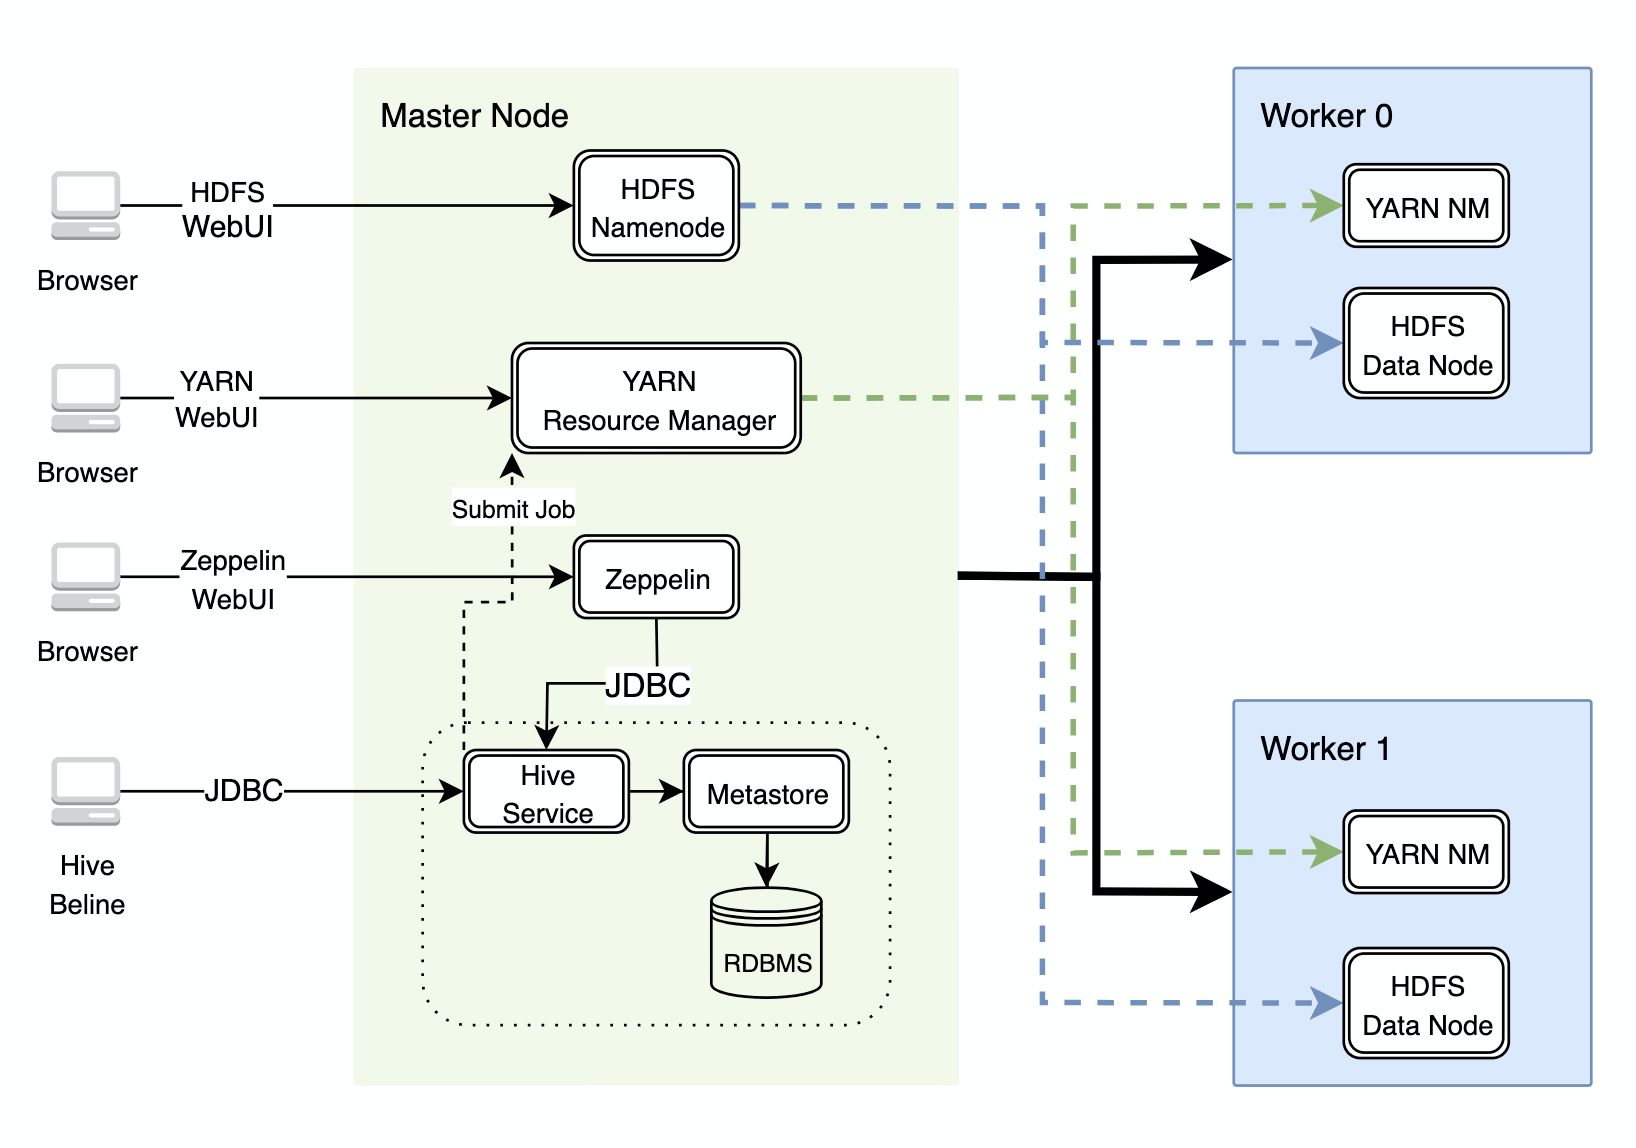 Master Node
Worker 0
HDFS
WebUI
Browser
HDFS
Namenode
YARN NM
HDFS
Data Node
YARN
WebUI
Browser
YARN
Resource Manager
Submit Job
Zeppelin
WebUI
Browser
Zeppelin
JDBC
Worker 1
JDBC
Hive
Beline
Hive
Service
Metastore
RDBMS
YARN NM
HDFS
Data Node